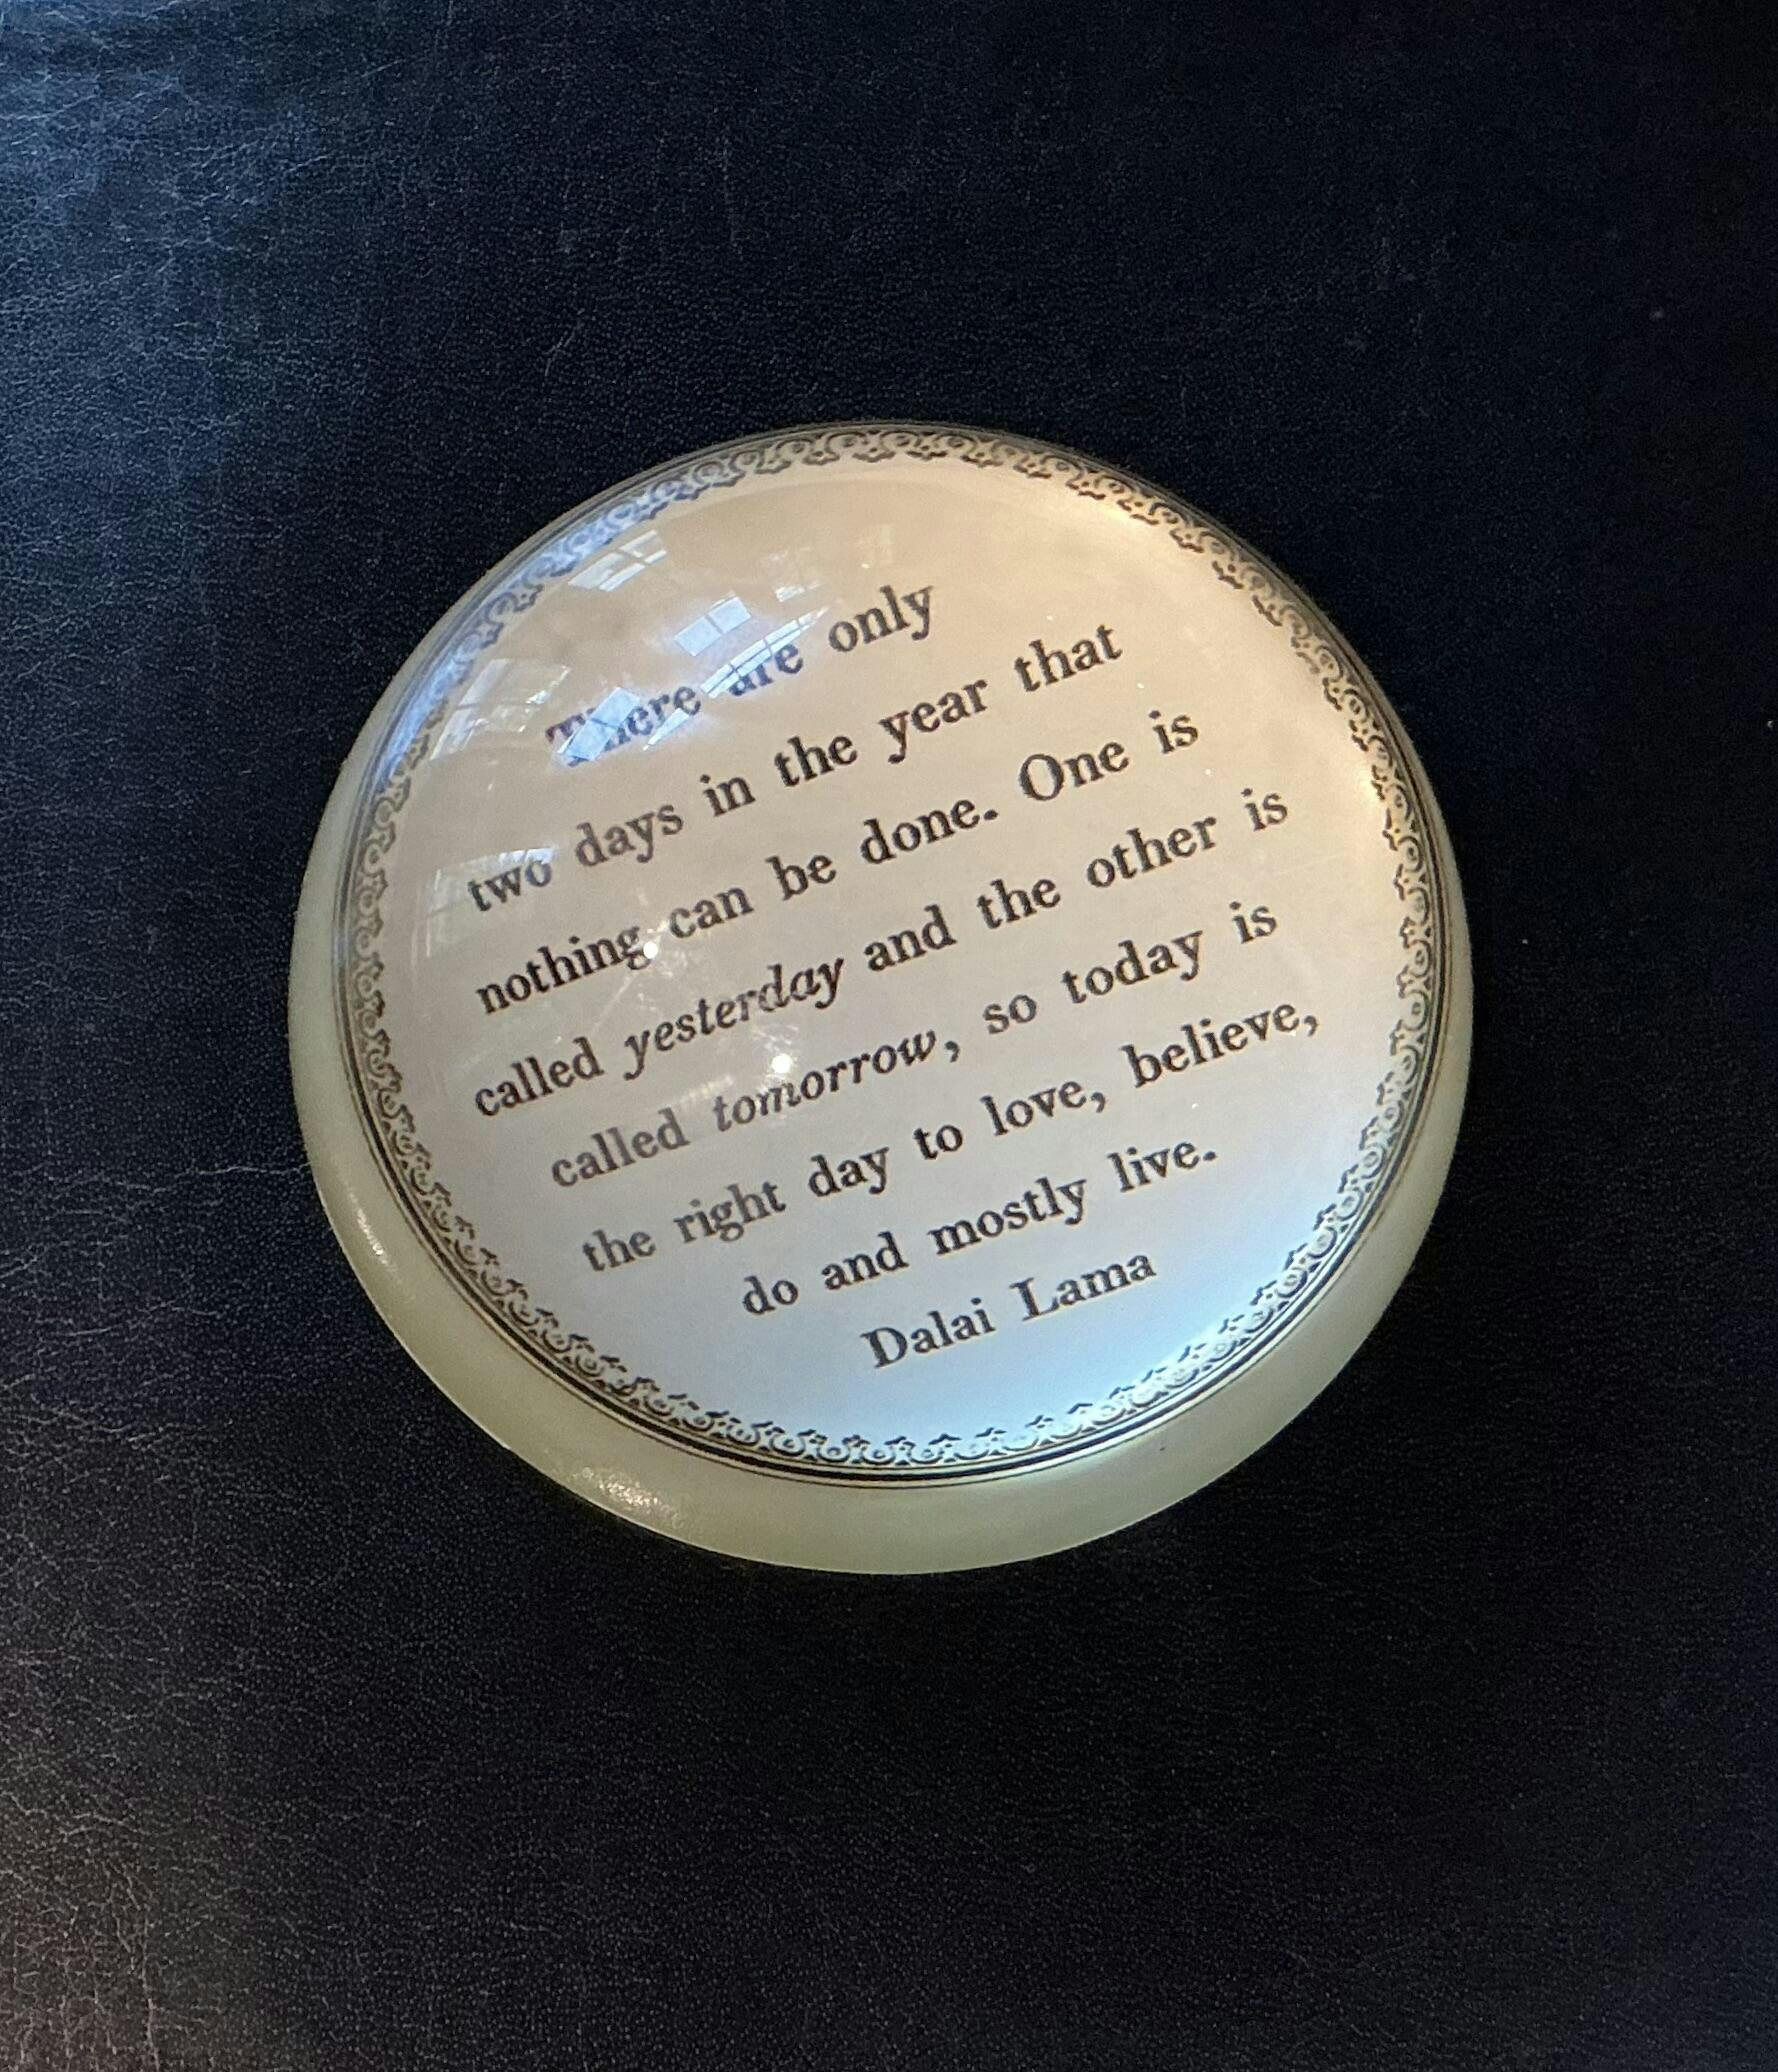 There are only
two days in the year that
nothing can be done. One is
called yesterday and the other is
called tomorrow, so today is
the right day to love, believe,
do and mostly live.
Dalai Lama